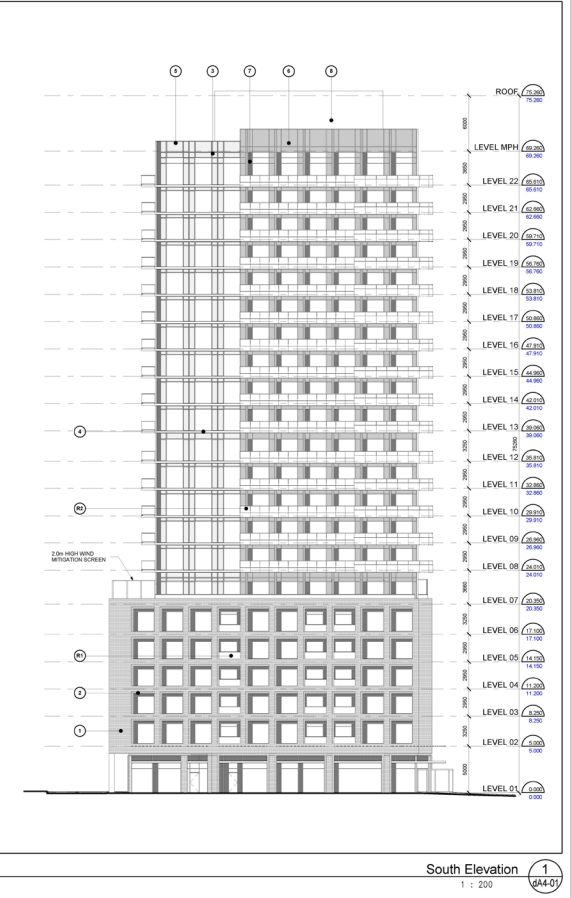 5 3 7 6 8
ROOF 75.260
75.260
6000
LEVEL MPH 69.260
69.260
3650
LEVEL 22 65.610
65.610
2950
LEVEL 21 62.660
62.660
2950
LEVEL 20 59.710
59.710
2950
LEVEL 19 56.760
56.760
2950
LEVEL 18 53.810
53.810
2950
LEVEL 17 50.860
50.860
2950
LEVEL 16 47.910
47.910
2950
LEVEL 15 44.960
44.960
2950
LEVEL 14 42.010
42.010
2950
4
LEVEL 13 39.060
39.060
75260
3250
LEVEL 12 35.810
35.810
2950
LEVEL 11 32.860
32.860
2950
R2
LEVEL 10 29.910
29.910
2950
LEVEL 09 26.960
26.960
2.0m HIGH WIND
MITIGATION SCREEN
2950
LEVEL 08 24.010
24.010
3660
LEVEL 07 20.350
20.350
3250
LEVEL 06 17.100
17.100
2950
R1
LEVEL 05 14.150
14.150
2950
LEVEL 04 11.200
11.200
2
2950
LEVEL 03 8.250
8.250
1
3250
LEVEL 02 5.000
5.000
5000
LEVEL 01 0.000
0.000
South Elevation 1
1 : 200 dA4-01